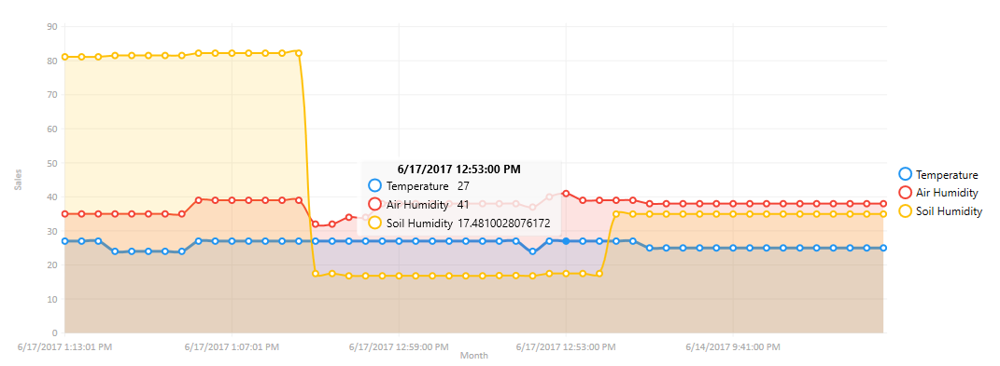 90
80
70
60
50
40
30
20
10
0
Sales
6/17/2017 12:53:00 PM
Temperature 27
Air Humidity 41
Soil Humidity 17.4810028076172
Temperature
Air Humidity
Soil Humidity
6/17/2017 1:13:01 PM
6/17/2017 1:07:01 PM
6/17/2017 12:59:00 PM
6/17/2017 12:53:00 PM
6/14/2017 9:41:00 PM
Month